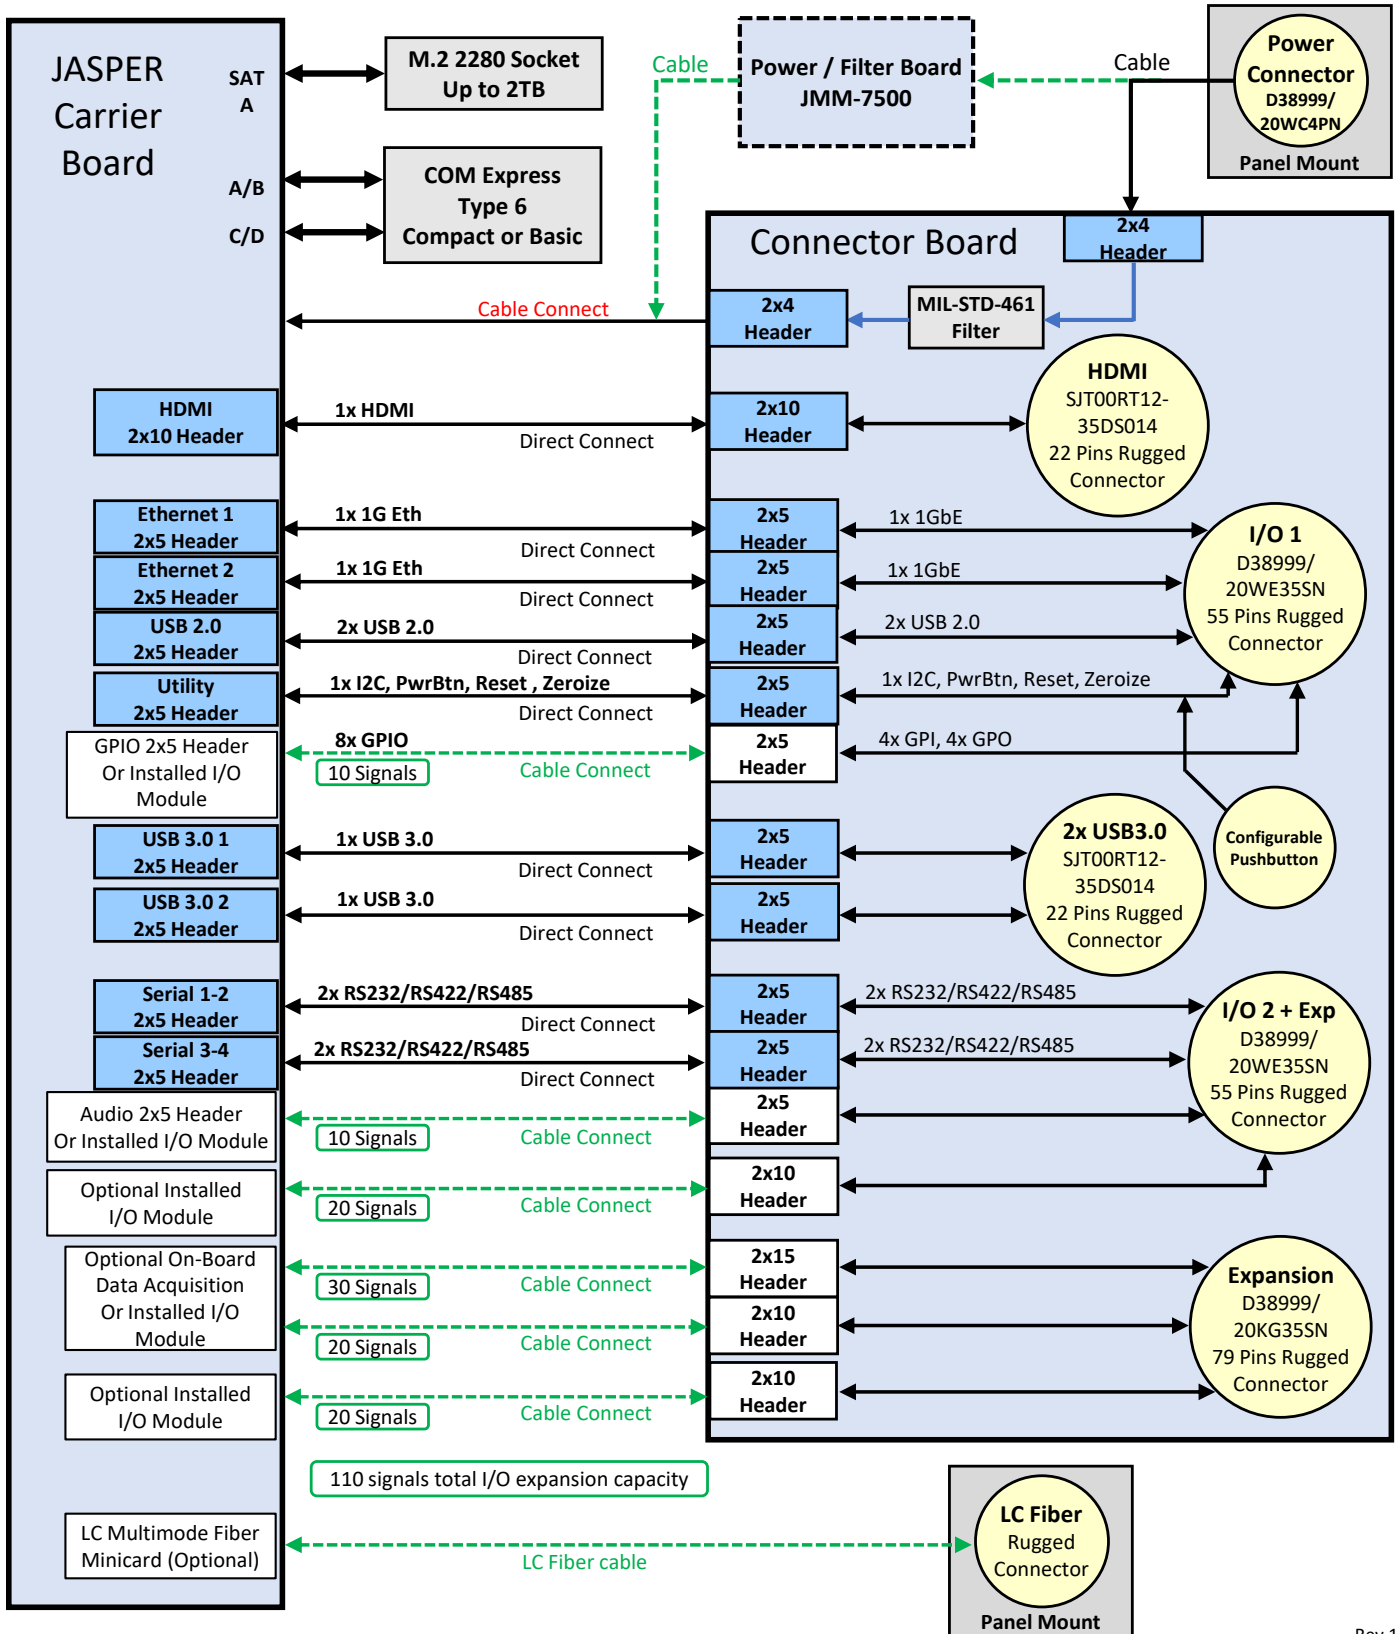 JASPER
Carrier
Board
SAT
A
A/B
C/D
M.2 2280 Socket
Up to 2TB
COM Express
Type 6
Compact or Basic
Cable
Power / Filter Board
JMM-7500
Cable
Power
Connector
D38999/
20WC4PN
Panel Mount
Connector Board
2x4
Header
Cable Connect
2x4
Header
MIL-STD-461
Filter
HDMI
2x10 Header
1x HDMI
Direct Connect
2x10
Header
HDMI
SJT00RT12-
35DS014
22 Pins Rugged
Connector
Ethernet 1
2x5 Header
1x 1G Eth
Direct Connect
2x5
Header
1x 1GbE
Ethernet 2
2x5 Header
1x 1G Eth
Direct Connect
2x5
Header
1x 1GbE
USB 2.0
2x5 Header
2x USB 2.0
Direct Connect
2x5
Header
2x USB 2.0
Utility
2x5 Header
1x I2C, PwrBtn, Reset , Zeroize
Direct Connect
2x5
Header
1x I2C, PwrBtn, Reset, Zeroize
GPIO 2x5 Header
Or Installed I/O
Module
8x GPIO
10 Signals
Cable Connect
2x5
Header
4x GPI, 4x GPO
I/O 1
D38999/
20WE35SN
55 Pins Rugged
Connector
Configurable
Pushbutton
USB 3.0 1
2x5 Header
1x USB 3.0
Direct Connect
2x5
Header
USB 3.0 2
2x5 Header
1x USB 3.0
Direct Connect
2x5
Header
2x USB3.0
SJT00RT12-
35DS014
22 Pins Rugged
Connector
Serial 1-2
2x5 Header
2x RS232/RS422/RS485
Direct Connect
2x5
Header
2x RS232/RS422/RS485
Serial 3-4
2x5 Header
2x RS232/RS422/RS485
Direct Connect
2x5
Header
2x RS232/RS422/RS485
Audio 2x5 Header
Or Installed I/O Module
10 Signals
Cable Connect
2x5
Header
Optional Installed
I/O Module
20 Signals
Cable Connect
2x10
Header
I/O 2 + Exp
D38999/
20WE35SN
55 Pins Rugged
Connector
Optional On-Board
Data Acquisition
Or Installed I/O
Module
30 Signals
Cable Connect
2x15
Header
20 Signals
Cable Connect
2x10
Header
Optional Installed
I/O Module
20 Signals
Cable Connect
2x10
Header
Expansion
D38999/
20KG35SN
79 Pins Rugged
Connector
110 signals total I/O expansion capacity
LC Multimode Fiber
Minicard (Optional)
LC Fiber cable
LC Fiber
Rugged
Connector
Panel Mount